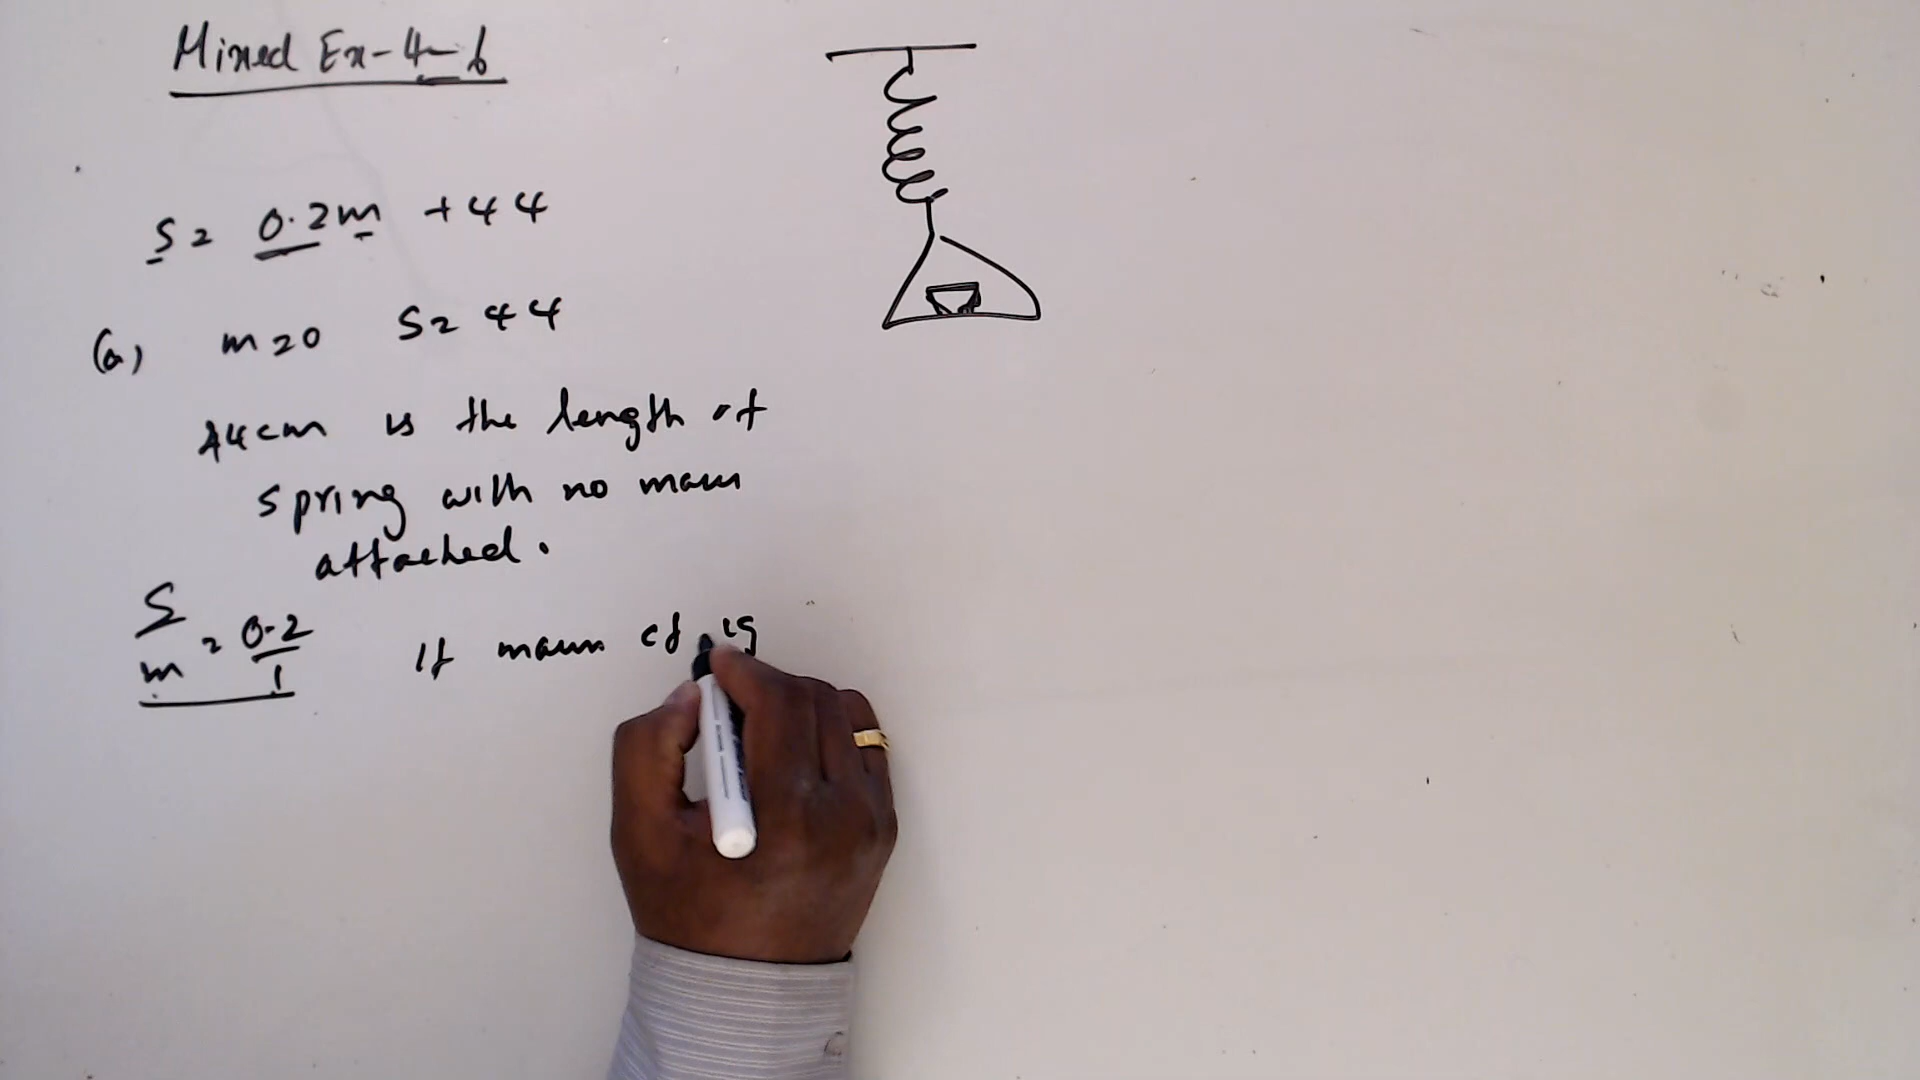 Mixed Ex-4-6
S = 0.2m + 44
(a) m = 0 S = 44
44cm is the length of
spring with no mass
attached.
S/m = 0.2/1 If mass of 1g